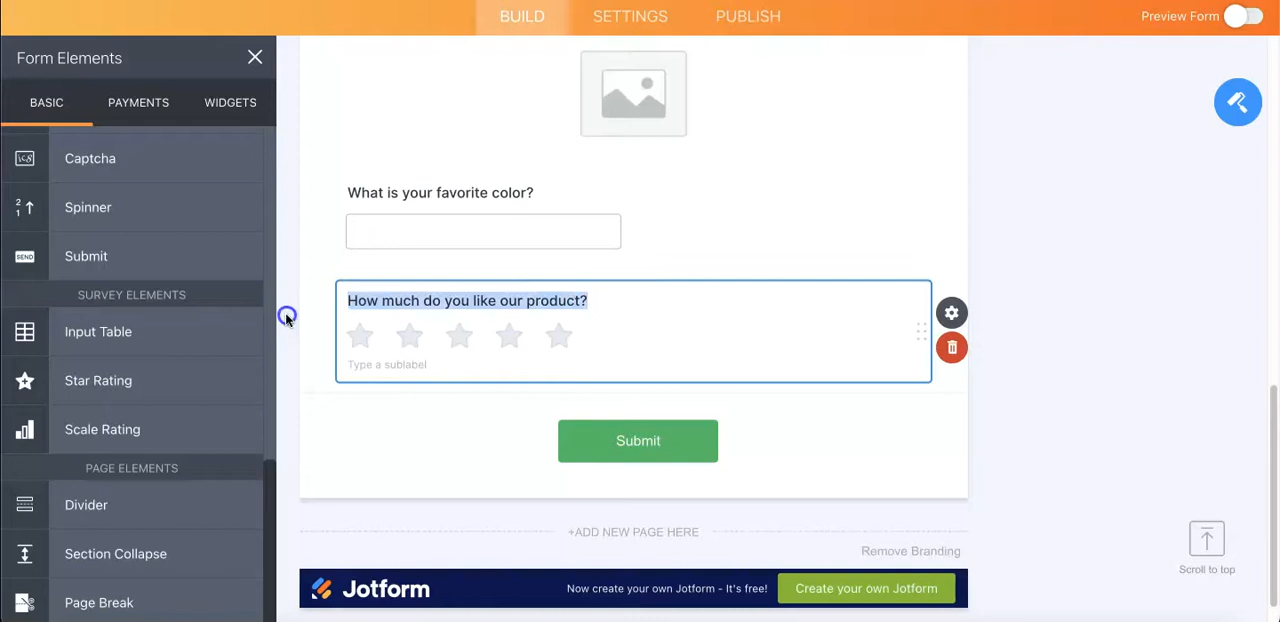 BUILD SETTINGS PUBLISH Preview Form
Form Elements
BASIC PAYMENTS WIDGETS
Captcha
2
1
Spinner
SEND
Submit
SURVEY ELEMENTS
Input Table
Star Rating
Scale Rating
PAGE ELEMENTS
Divider
Section Collapse
Page Break
What is your favorite color?
How much do you like our product?
Type a sublabel
Submit
+ADD NEW PAGE HERE
Remove Branding
Jotform Now create your own Jotform - It's free! Create your own Jotform
Scroll to top